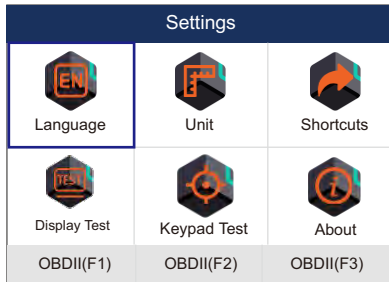 Settings
EN
Language Unit Shortcuts
TEST
Display Test Keypad Test About
OBDII(F1) OBDII(F2) OBDII(F3)